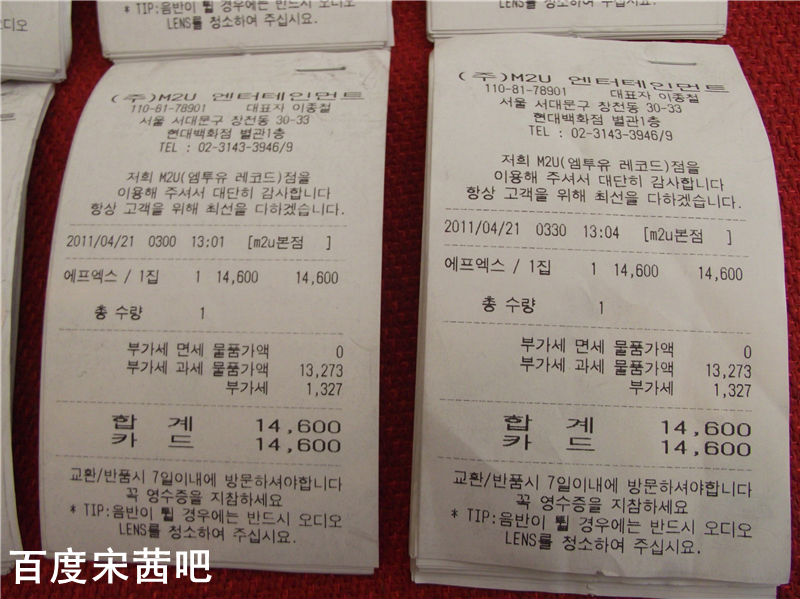 * TIP:음반이 튈 경우에는 반드시 오디오
LENS를 청소하여 주십시요.
(주)M2U 엔터테인먼트
110-81-78901 대표자 이종철
서울 서대문구 창천동 30-33
현대백화점 별관1층
TEL : 02-3143-3946/9
저희 M2U(엠투유 레코드)점을
이용해 주셔서 대단히 감사합니다
항상 고객을 위해 최선을 다하겠습니다.
2011/04/21 0300 13:01 [m2u본점 ]
에프엑스 / 1집 1 14,600 14,600
총 수량 1
부가세 면세 물품가액 0
부가세 과세 물품가액 13,273
부가세 1,327
합 계 14,600
카 드 14,600
교환/반품시 7일이내에 방문하셔야합니다
꼭 영수증을 지참하세요
* TIP:음반이 튈 경우에는 반드시 오디오
LENS를 청소하여 주십시요.
LENS를 청소하여 주십시요.
(주)M2U 엔터테인먼트
110-81-78901 대표자 이종철
서울 서대문구 창천동 30-33
현대백화점 별관1층
TEL : 02-3143-3946/9
저희 M2U(엠투유 레코드)점을
이용해 주셔서 대단히 감사합니다
항상 고객을 위해 최선을 다하겠습니다.
2011/04/21 0330 13:04 [m2u본점 ]
에프엑스 / 1집 1 14,600 14,600
총 수량 1
부가세 면세 물품가액 0
부가세 과세 물품가액 13,273
부가세 1,327
합 계 14,600
카 드 14,600
교환/반품시 7일이내에 방문하셔야합니다
꼭 영수증을 지참하세요
* TIP:음반이 튈 경우에는 반드시 오디오
LENS를 청소하여 주십시요.
百度宋茜吧